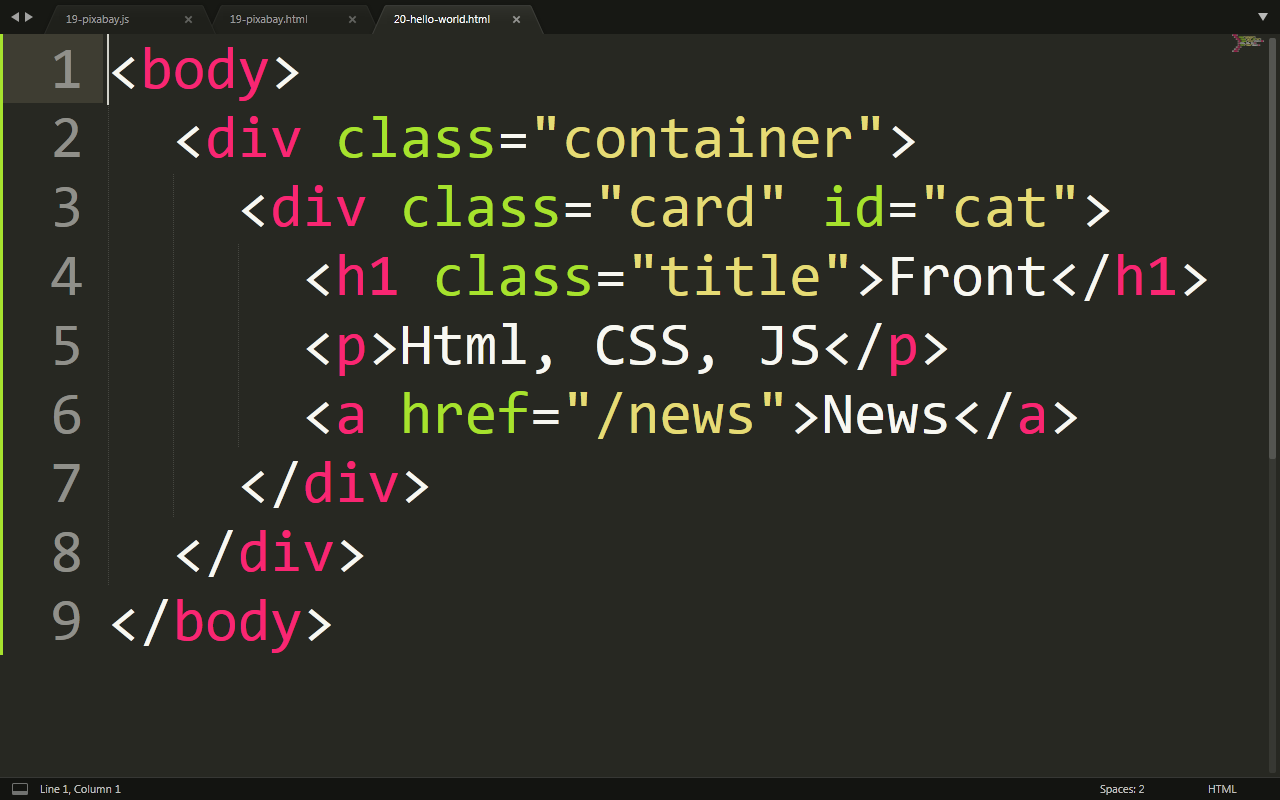 19-pixabay.js
19-pixabay.html
20-hello-world.html
1 <body>
2   <div class="container">
3     <div class="card" id="cat">
4       <h1 class="title">Front</h1>
5       <p>Html, CSS, JS</p>
6       <a href="/news">News</a>
7     </div>
8   </div>
9 </body>
Line 1, Column 1
Spaces: 2
HTML